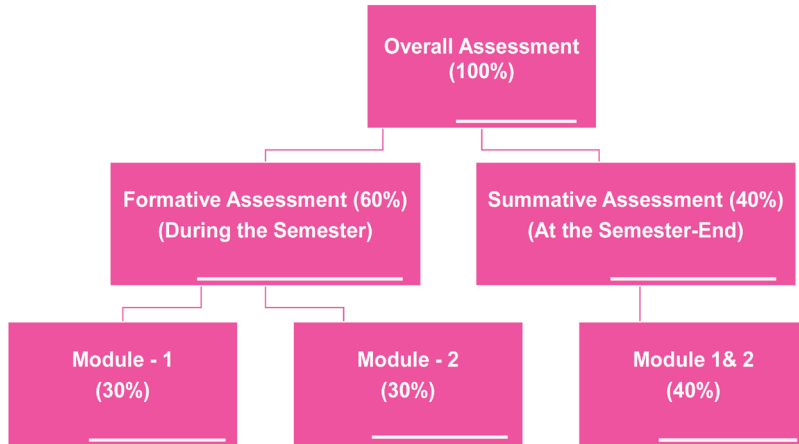 Overall Assessment
(100%)
Formative Assessment (60%)
(During the Semester)
Summative Assessment (40%)
(At the Semester-End)
Module - 1
(30%)
Module - 2
(30%)
Module 1& 2
(40%)